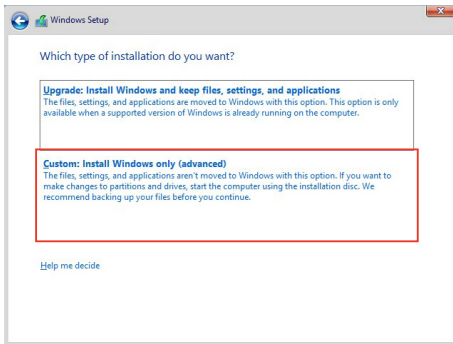 Windows Setup
Which type of installation do you want?
Upgrade: Install Windows and keep files, settings, and applications
The files, settings, and applications are moved to Windows with this option. This option is only
available when a supported version of Windows is already running on the computer.
Custom: Install Windows only (advanced)
The files, settings, and applications aren't moved to Windows with this option. If you want to
make changes to partitions and drives, start the computer using the installation disc. We
recommend backing up your files before you continue.
Help me decide